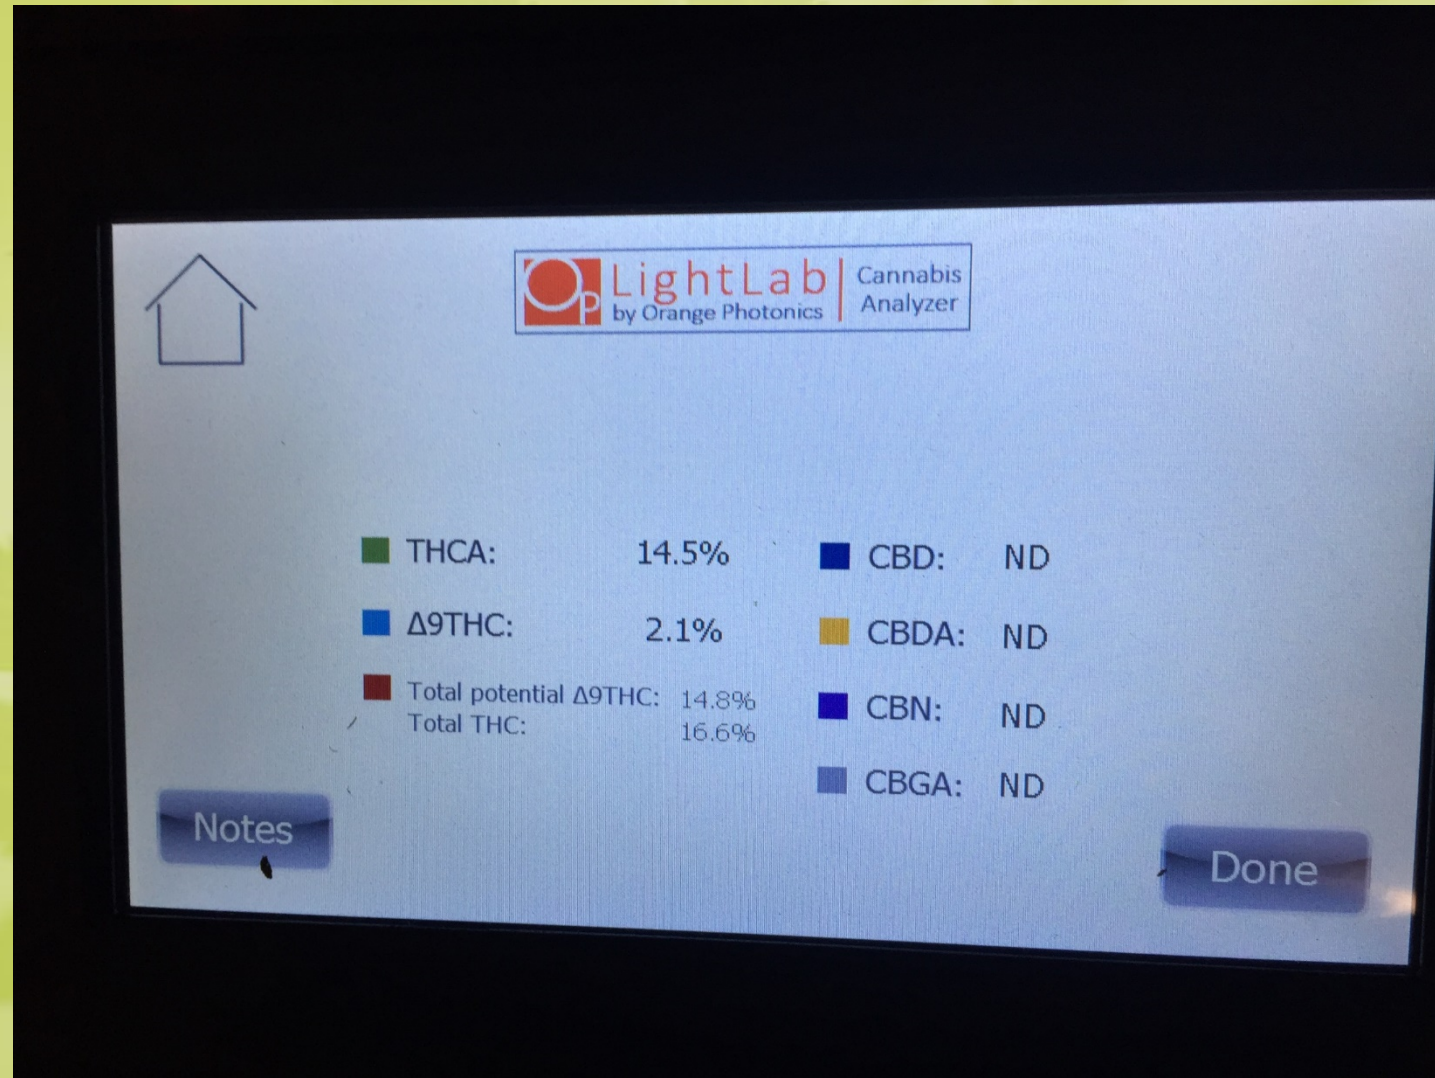 OP LightLab Cannabis
by Orange Photonics Analyzer
THCA: 14.5%
Δ9THC: 2.1%
Total potential Δ9THC: 14.8%
Total THC: 16.6%
CBD: ND
CBDA: ND
CBN: ND
CBGA: ND
Notes
Done